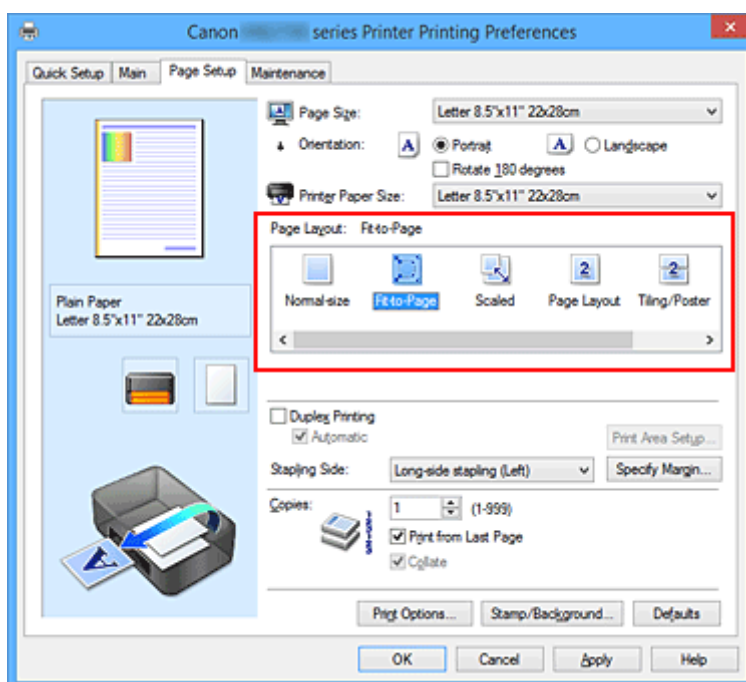 Canon series Printer Printing Preferences
Quick Setup Main Page Setup Maintenance
Page Size: Letter 8.5"x11" 22x28cm
Orientation: A Portrait A Landscape
Rotate 180 degrees
Printer Paper Size: Letter 8.5"x11" 22x28cm
Page Layout: Fit-to-Page
2 2
Normal-size Fit-to-Page Scaled Page Layout Tiling/Poster
Plain Paper
Letter 8.5"x11" 22x28cm
Duplex Printing
Automatic
Print Area Setup...
Stapling Side: Long-side stapling (Left) Specify Margin...
Copies: 1 (1-999)
Print from Last Page
Collate
A
Print Options... Stamp/Background... Defaults
OK Cancel Apply Help